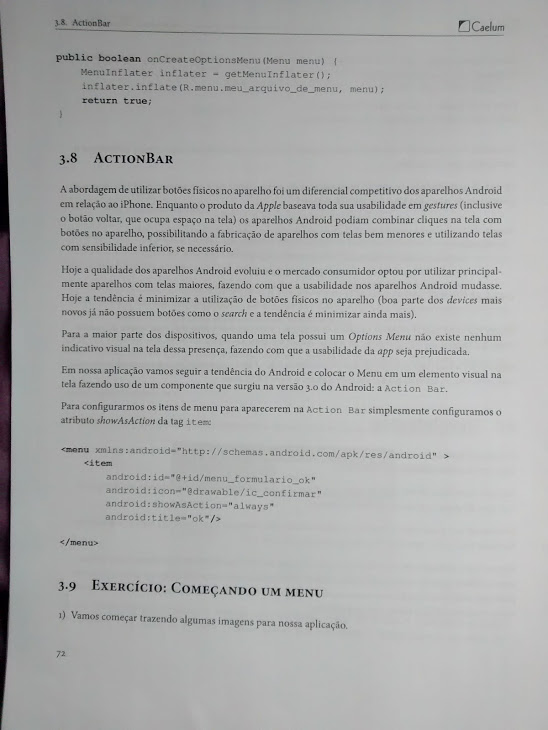 3.8. ActionBar
Caelum
public boolean onCreateOptionsMenu(Menu menu) {
MenuInflater inflater = getMenuInflater();
inflater.inflate(R.menu.meu_arquivo_de_menu, menu);
return true;
}
3.8 ActionBar
A abordagem de utilizar botões físicos no aparelho foi um diferencial competitivo dos aparelhos Android
em relação ao iPhone. Enquanto o produto da Apple baseava toda sua usabilidade em gestures (inclusive
o botão voltar, que ocupa espaço na tela) os aparelhos Android podiam combinar cliques na tela com
botões no aparelho, possibilitando a fabricação de aparelhos com telas bem menores e utilizando telas
com sensibilidade inferior, se necessário.
Hoje a qualidade dos aparelhos Android evoluiu e o mercado consumidor optou por utilizar principal-
mente aparelhos com telas maiores, fazendo com que a usabilidade nos aparelhos Android mudasse.
Hoje a tendência é minimizar a utilização de botões físicos no aparelho (boa parte dos devices mais
novos já não possuem botões como o search e a tendência é minimizar ainda mais).
Para a maior parte dos dispositivos, quando uma tela possui um Options Menu não existe nenhum
indicativo visual na tela dessa presença, fazendo com que a usabilidade da app seja prejudicada.
Em nossa aplicação vamos seguir a tendência do Android e colocar o Menu em um elemento visual na
tela fazendo uso de um componente que surgiu na versão 3.0 do Android: a Action Bar.
Para configurarmos os itens de menu para aparecerem na Action Bar simplesmente configuramos o
atributo showAsAction da tag item:
<menu xmlns:android="http://schemas.android.com/apk/res/android" >
<item
android:id="@+id/menu_formulario_ok"
android:icon="@drawable/ic_confirmar"
android:showAsAction="always"
android:title="ok"/>
</menu>
3.9 Exercício: Começando um menu
1) Vamos começar trazendo algumas imagens para nossa aplicação.
72